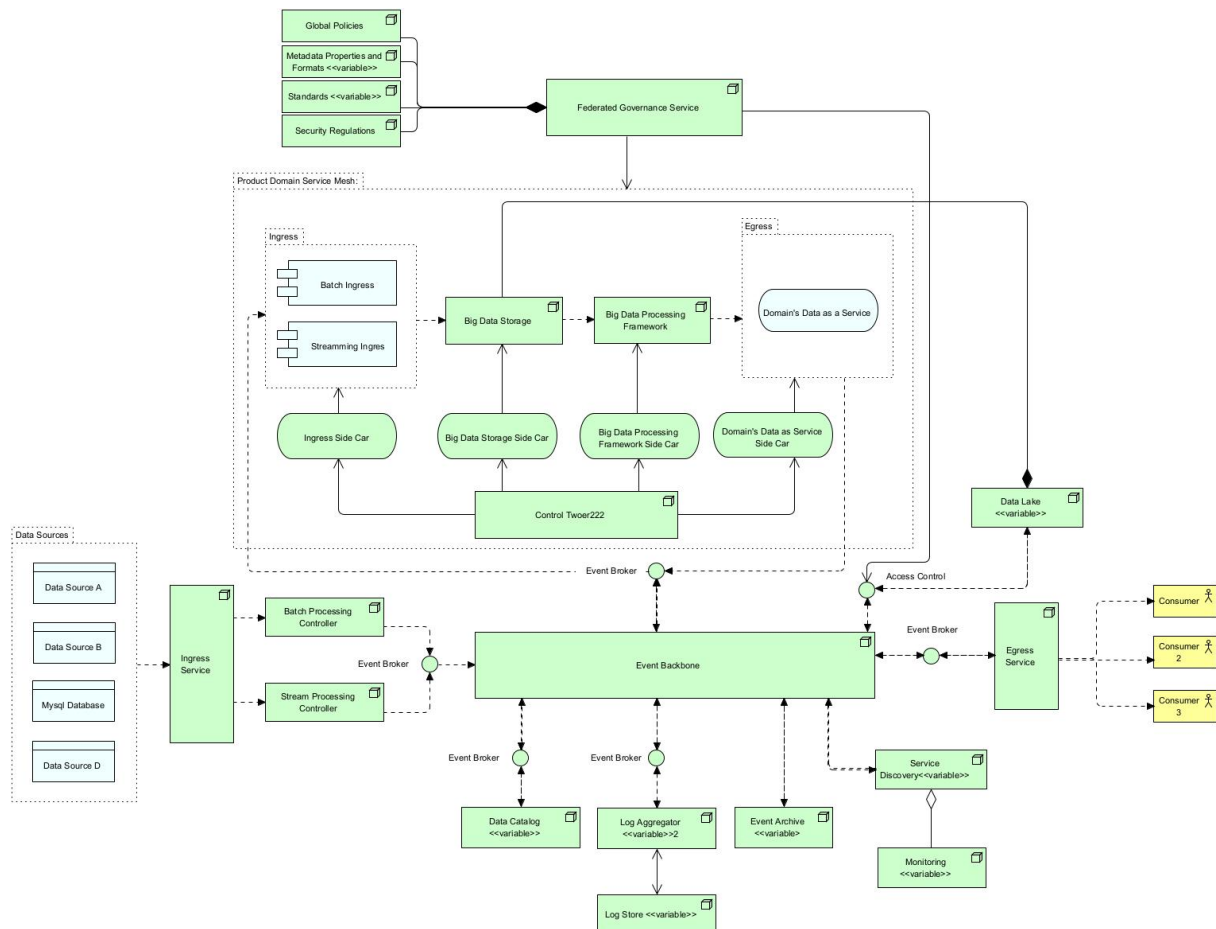 Global Policies
Metadata Properties and
Formats <<variable>>
Standards <<variable>>
Security Regulations
Federated Governance Service
Product Domain Service Mesh:
Ingress
Batch Ingress
Streamming Ingres
Big Data Storage
Big Data Processing
Framework
Egress
Domain's Data as a Service
Ingress Side Car
Big Data Storage Side Car
Big Data Processing
Framework Side Car
Domain's Data as Service
Side Car
Control Twoer222
Data Lake
<<variable>>
Data Sources
Data Source A
Data Source B
Mysql Database
Data Source D
Ingress
Service
Batch Processing
Controller
Stream Processing
Controller
Event Broker
Event Broker
Access Control
Event Backbone
Event Broker
Egress
Service
Consumer
Consumer
2
Consumer
3
Event Broker
Event Broker
Data Catalog
<<variable>>
Log Aggregator
<<variable>>2
Event Archive
<<variable>
Service
Discovery<<variable>>
Monitoring
<<variable>>
Log Store <<variable>>